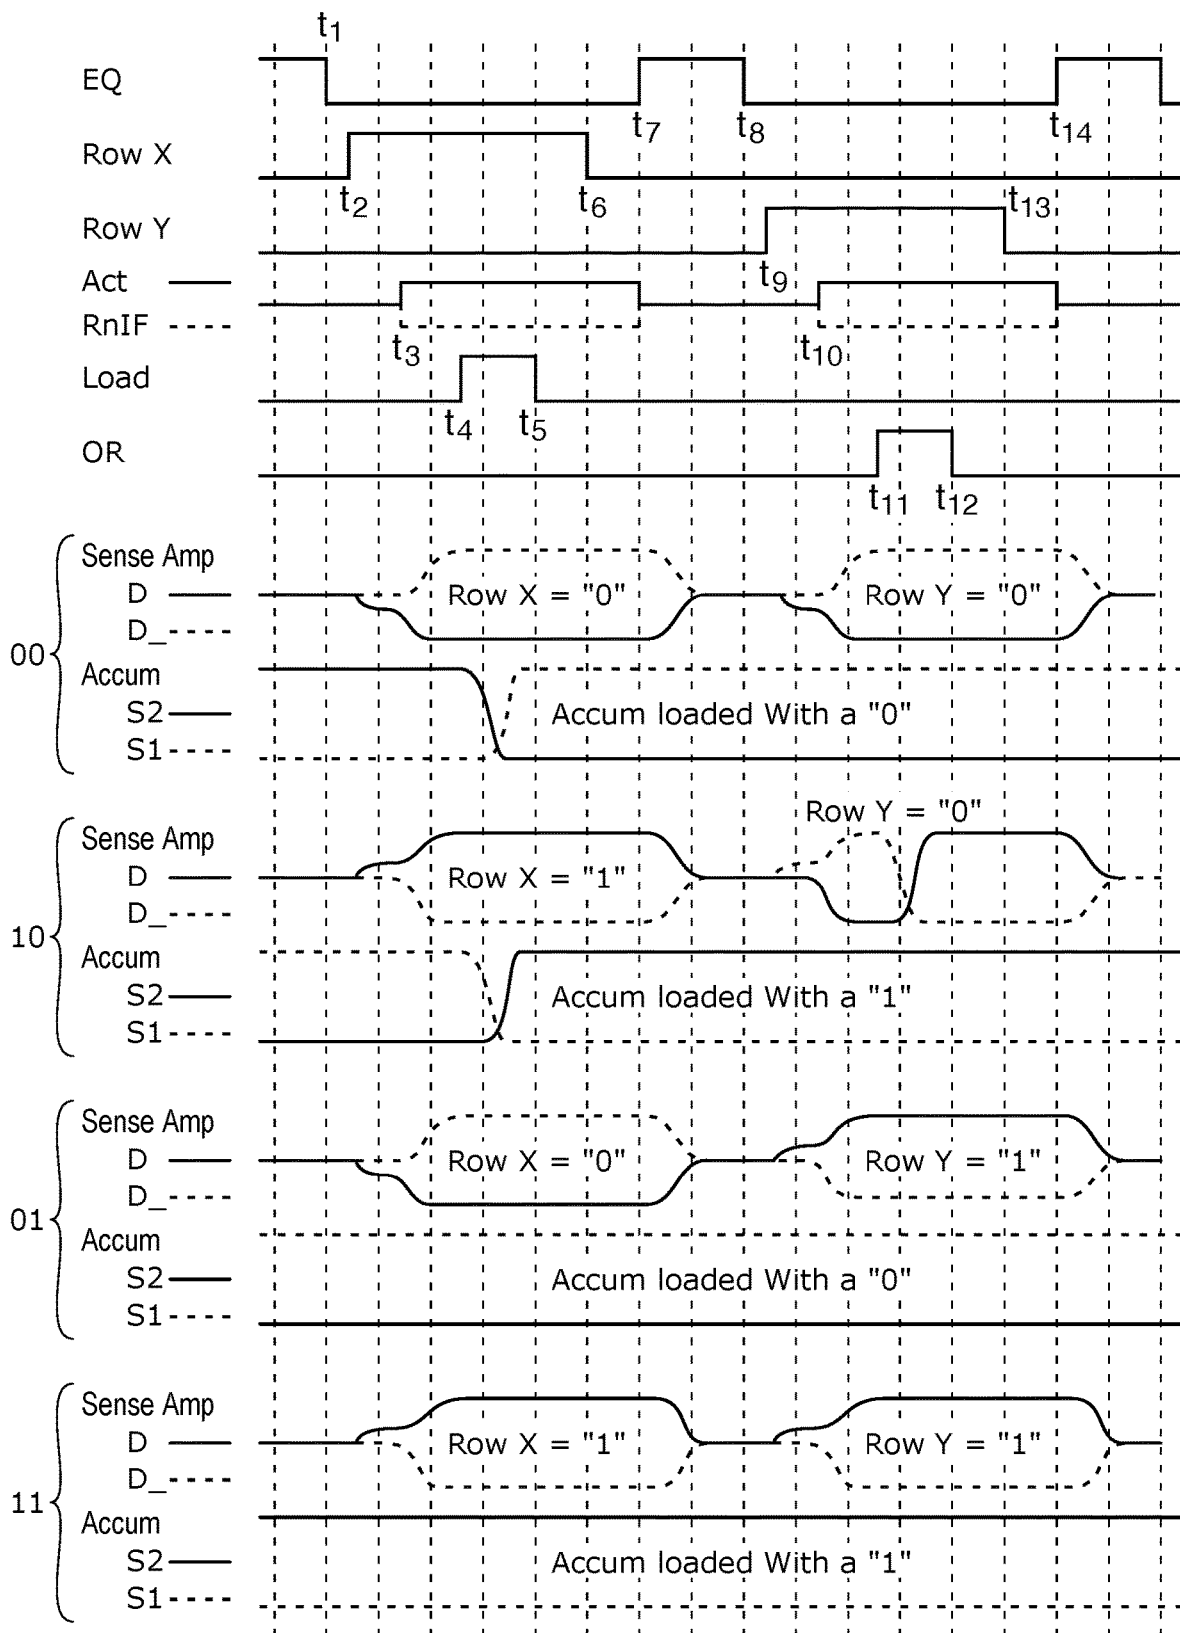 t1
EQ
t7 t8 t14
Row X
t2 t6 t13
Row Y
t9
Act
RnIF
t3 t10
Load
t4 t5
OR
t11 t12
00
Sense Amp
D
D_
Row X = "0" Row Y = "0"
Accum
S2
S1
Accum loaded With a "0"
10
Sense Amp
D
D_
Row X = "1" Row Y = "0"
Accum
S2
S1
Accum loaded With a "1"
01
Sense Amp
D
D_
Row X = "0" Row Y = "1"
Accum
S2
S1
Accum loaded With a "0"
11
Sense Amp
D
D_
Row X = "1" Row Y = "1"
Accum
S2
S1
Accum loaded With a "1"